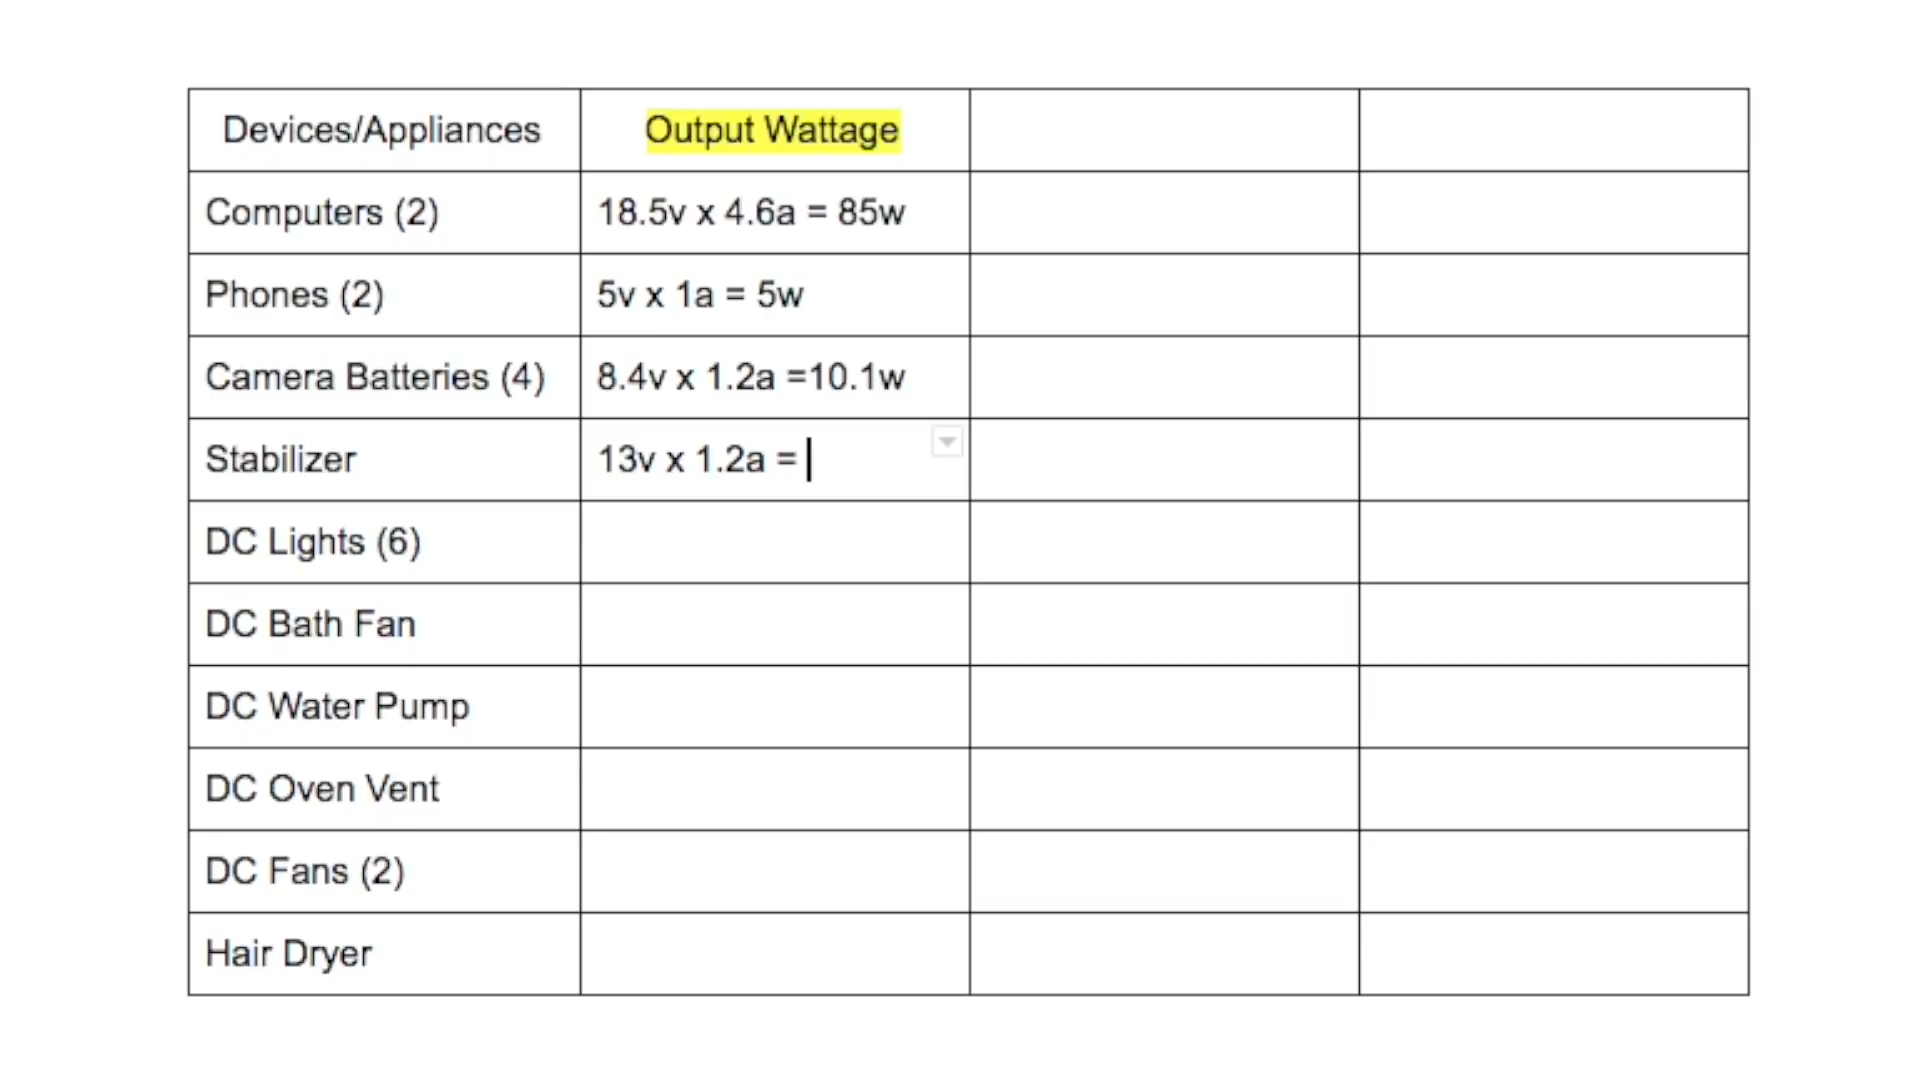 Devices/Appliances Output Wattage
Computers (2) 18.5v x 4.6a = 85w
Phones (2) 5v x 1a = 5w
Camera Batteries (4) 8.4v x 1.2a =10.1w
Stabilizer 13v x 1.2a =
DC Lights (6)
DC Bath Fan
DC Water Pump
DC Oven Vent
DC Fans (2)
Hair Dryer